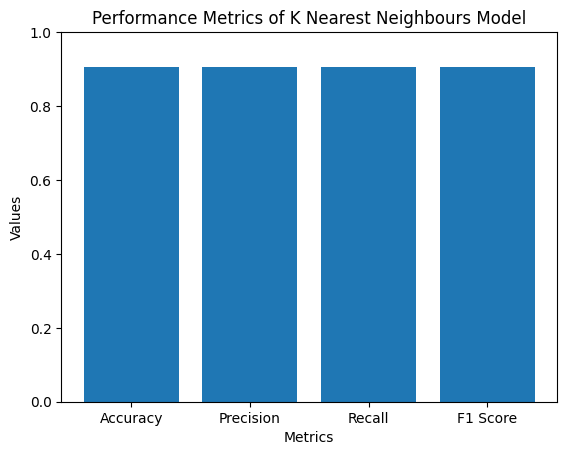 Performance Metrics of K Nearest Neighbours Model
1.0
0.8
0.6
0.4
0.2
0.0
Values
Accuracy Precision Recall F1 Score
Metrics